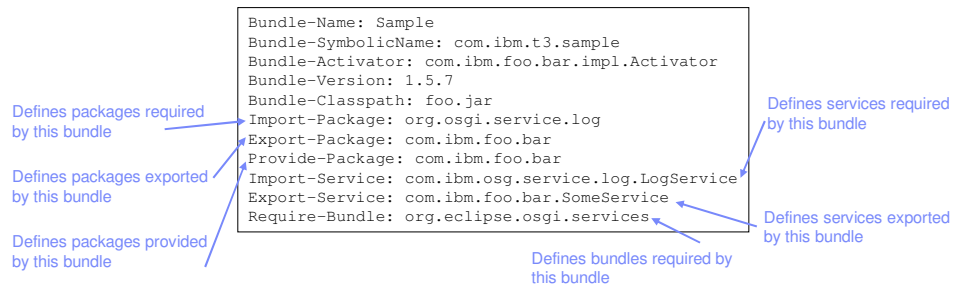 Bundle-Name: Sample
Bundle-SymbolicName: com.ibm.t3.sample
Bundle-Activator: com.ibm.foo.bar.impl.Activator
Bundle-Version: 1.5.7
Bundle-Classpath: foo.jar
Import-Package: org.osgi.service.log
Export-Package: com.ibm.foo.bar
Provide-Package: com.ibm.foo.bar
Import-Service: com.ibm.osg.service.log.LogService
Export-Service: com.ibm.foo.bar.SomeService
Require-Bundle: org.eclipse.osgi.services
Defines packages required
by this bundle
Defines packages exported
by this bundle
Defines packages provided
by this bundle
Defines services required
by this bundle
Defines services exported
by this bundle
Defines bundles required by
this bundle